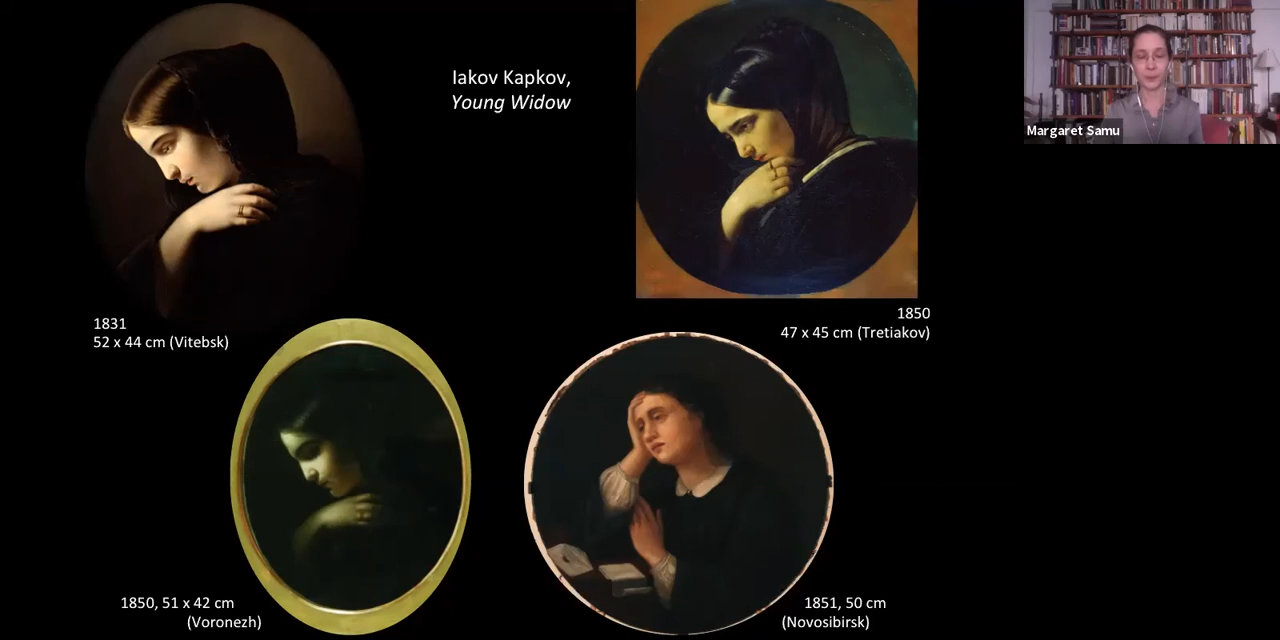 Iakov Kapkov,
Young Widow
Margaret Samu
1831
52 x 44 cm (Vitebsk)
1850
47 x 45 cm (Tretiakov)
1850, 51 x 42 cm
(Voronezh)
1851, 50 cm
(Novosibirsk)